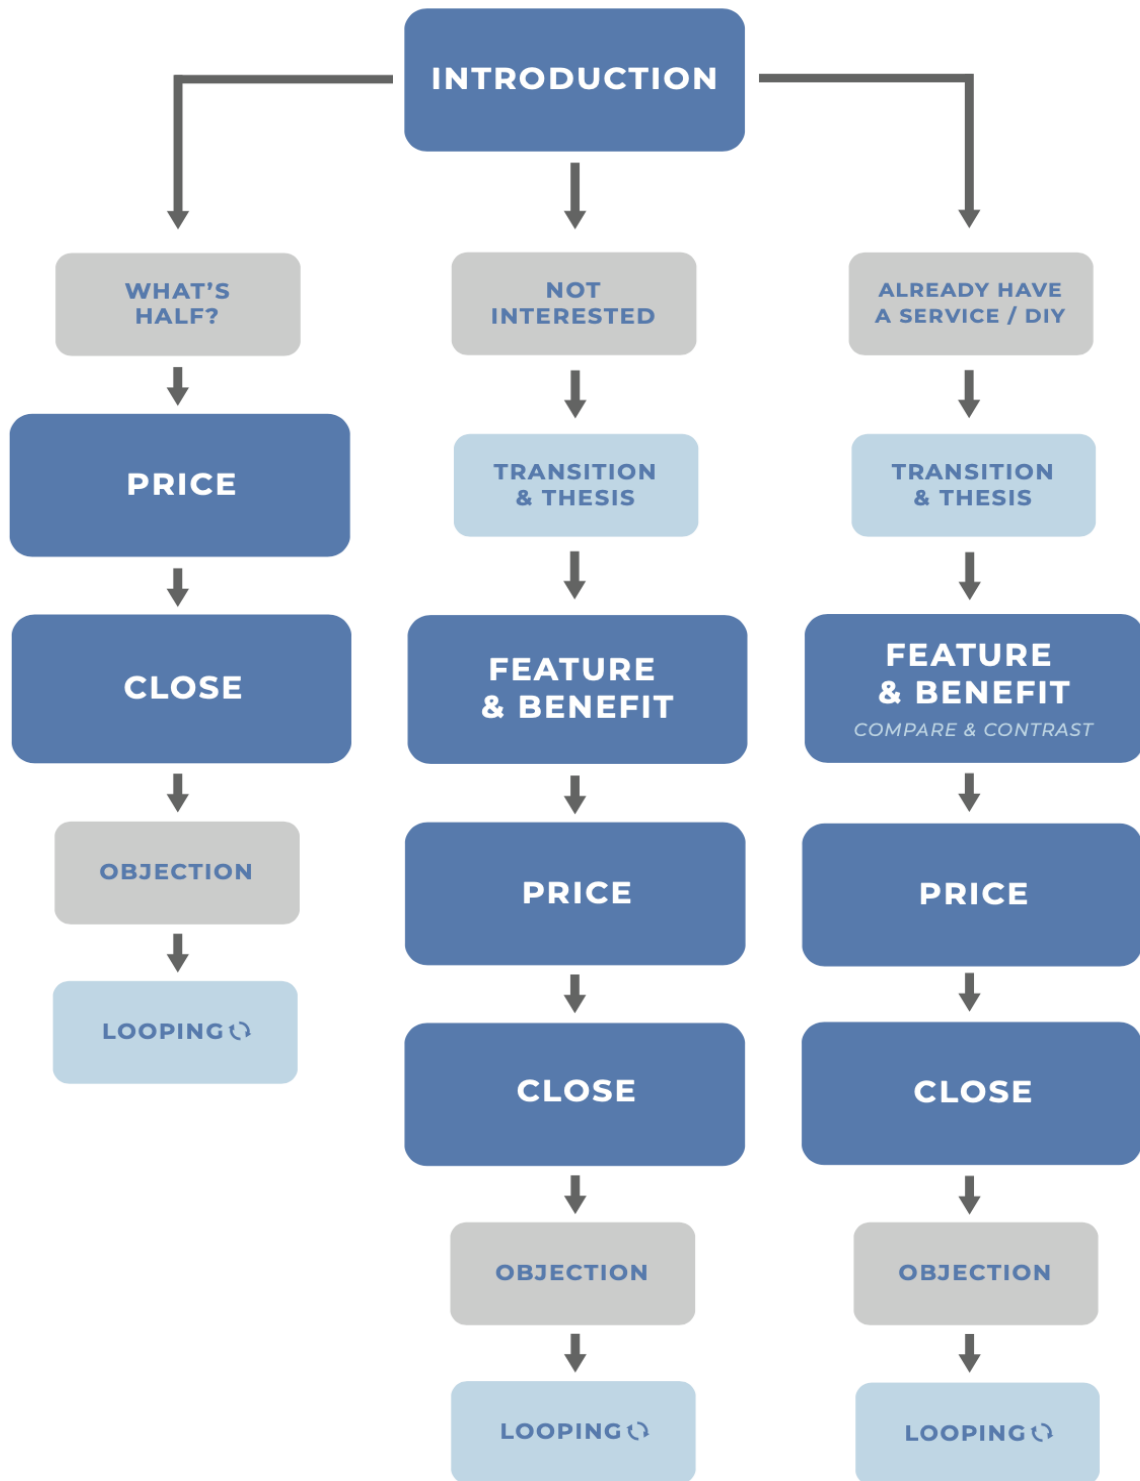 INTRODUCTION
WHAT'S
HALF?
PRICE
CLOSE
OBJECTION
LOOPING
NOT
INTERESTED
TRANSITION
& THESIS
FEATURE
& BENEFIT
PRICE
CLOSE
OBJECTION
LOOPING
ALREADY HAVE
A SERVICE / DIY
TRANSITION
& THESIS
FEATURE
& BENEFIT
COMPARE & CONTRAST
PRICE
CLOSE
OBJECTION
LOOPING